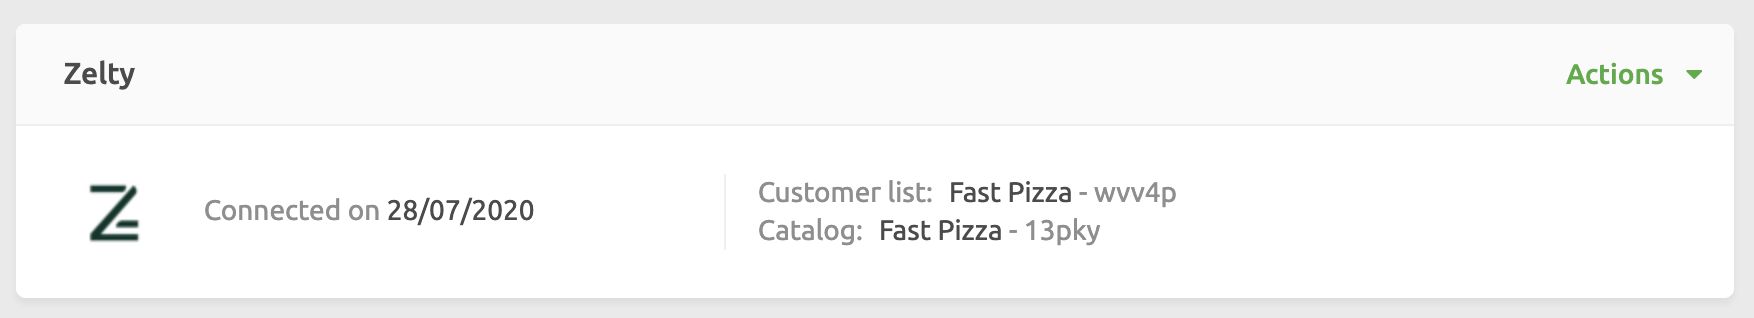 Zelty
Actions
Connected on 28/07/2020
Customer list: Fast Pizza - wvv4p
Catalog: Fast Pizza - 13pky